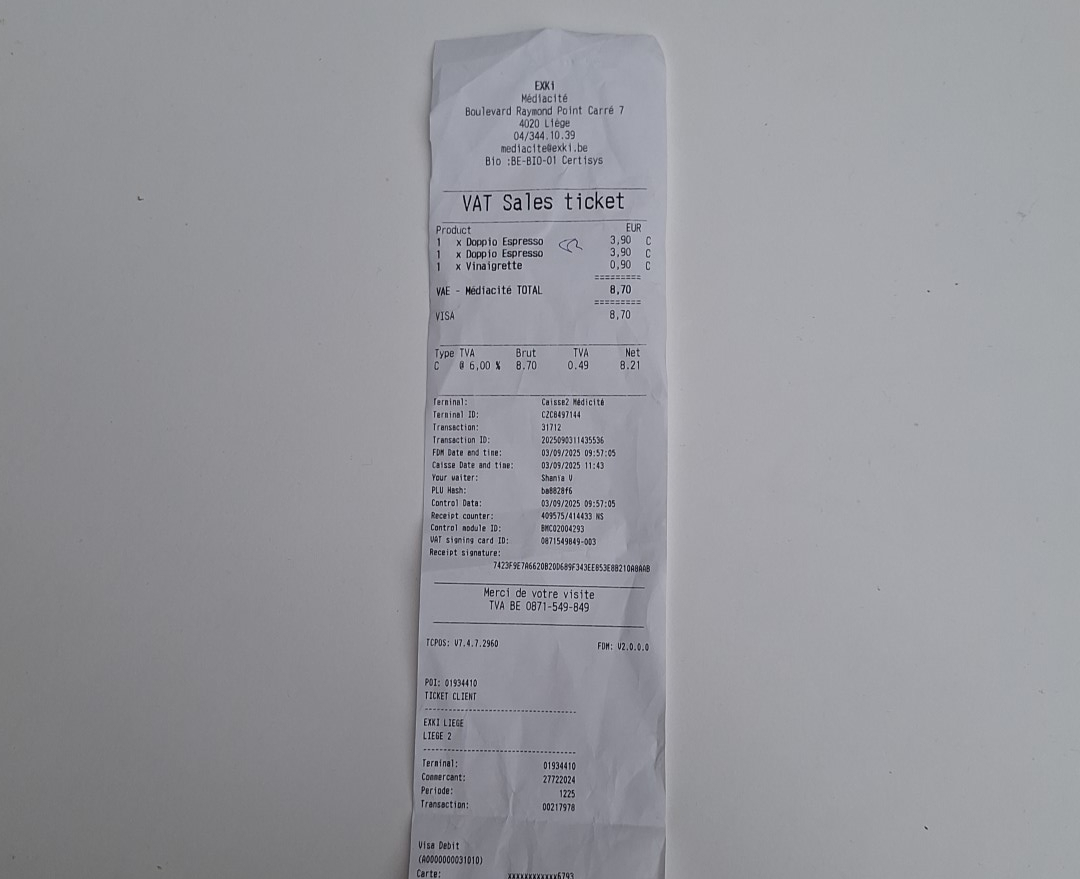 EXKI
Médiacité
Boulevard Raymond Point Carré 7
4020 Liège
04/344.10.39
mediacite@exki.be
Bio :BE-BIO-01 Certisys
VAT Sales ticket
Product EUR
1 x Doppio Espresso 3,90 C
1 x Doppio Espresso 3,90 C
1 x Vinaigrette 0,90 C
=========
VAE - Médiacité TOTAL 8,70
=========
VISA 8,70
Type TVA Brut TVA Net
C @ 6,00 % 8.70 0.49 8.21
Terminal: Caisse2 Médicité
Terminal ID: CZC8497144
Transaction: 31712
Transaction ID: 2025090311435536
FDM Date and time: 03/09/2025 09:57:05
Caisse Date and time: 03/09/2025 11:43
Your waiter: Shania V
PLU Hash: ba8828f6
Control Data: 03/09/2025 09:57:05
Receipt counter: 409575/414433 NS
Control module ID: BMC02004293
VAT signing card ID: 0871549849-003
Receipt signature:
7423F9E7A6620B20D689F343EE853E8B210A8AAB
Merci de votre visite
TVA BE 0871-549-849
TCPOS: V7.4.7.2960 FDM: V2.0.0.0
POI: 01934410
TICKET CLIENT
EXKI LIEGE
LIEGE 2
Terminal: 01934410
Commercant: 27722024
Periode: 1225
Transaction: 00217978
Visa Debit
(A0000000031010)
Carte: xxxxxxxxxxxx6793